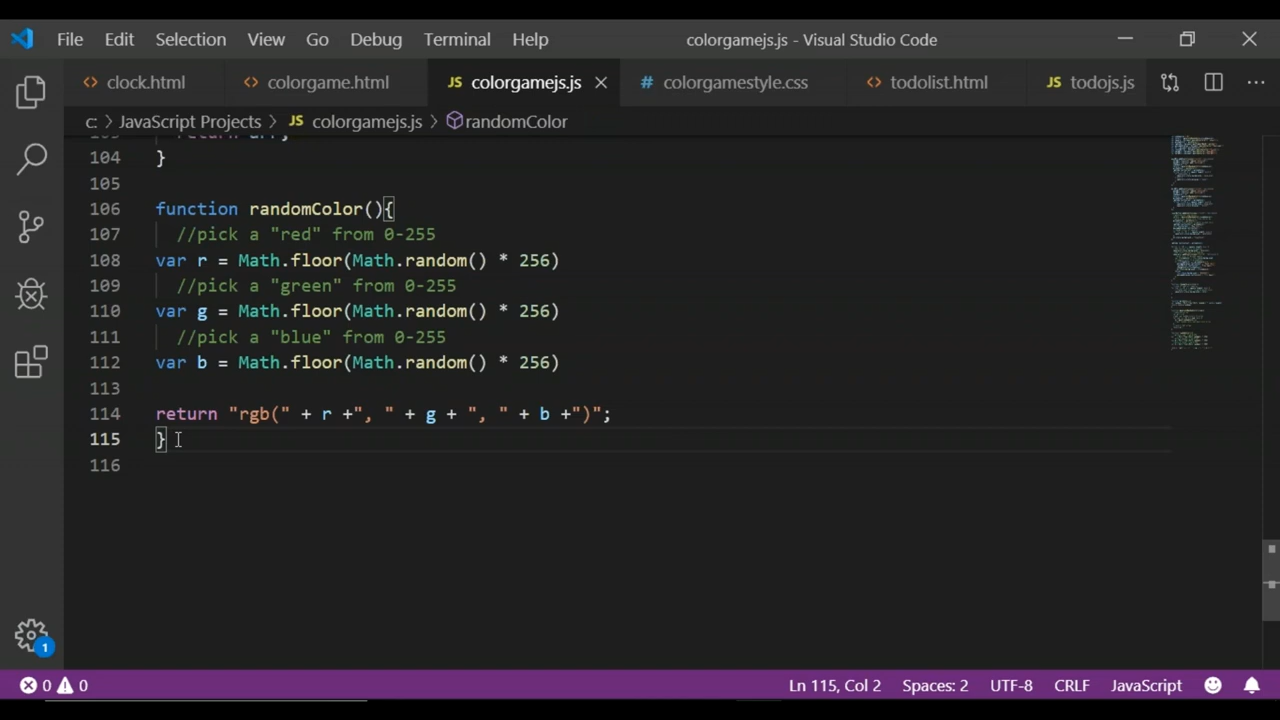 File Edit Selection View Go Debug Terminal Help colorgamejs.js - Visual Studio Code
<> clock.html <> colorgame.html JS colorgamejs.js # colorgamestyle.css <> todolist.html JS todojs.js ...
c: > JavaScript Projects > JS colorgamejs.js > randomColor
104 }
105
106 function randomColor(){
107 //pick a "red" from 0-255
108 var r = Math.floor(Math.random() * 256)
109 //pick a "green" from 0-255
110 var g = Math.floor(Math.random() * 256)
111 //pick a "blue" from 0-255
112 var b = Math.floor(Math.random() * 256)
113
114 return "rgb(" + r +", " + g + ", " + b +")";
115 }
116
1
0 0 Ln 115, Col 2 Spaces: 2 UTF-8 CRLF JavaScript